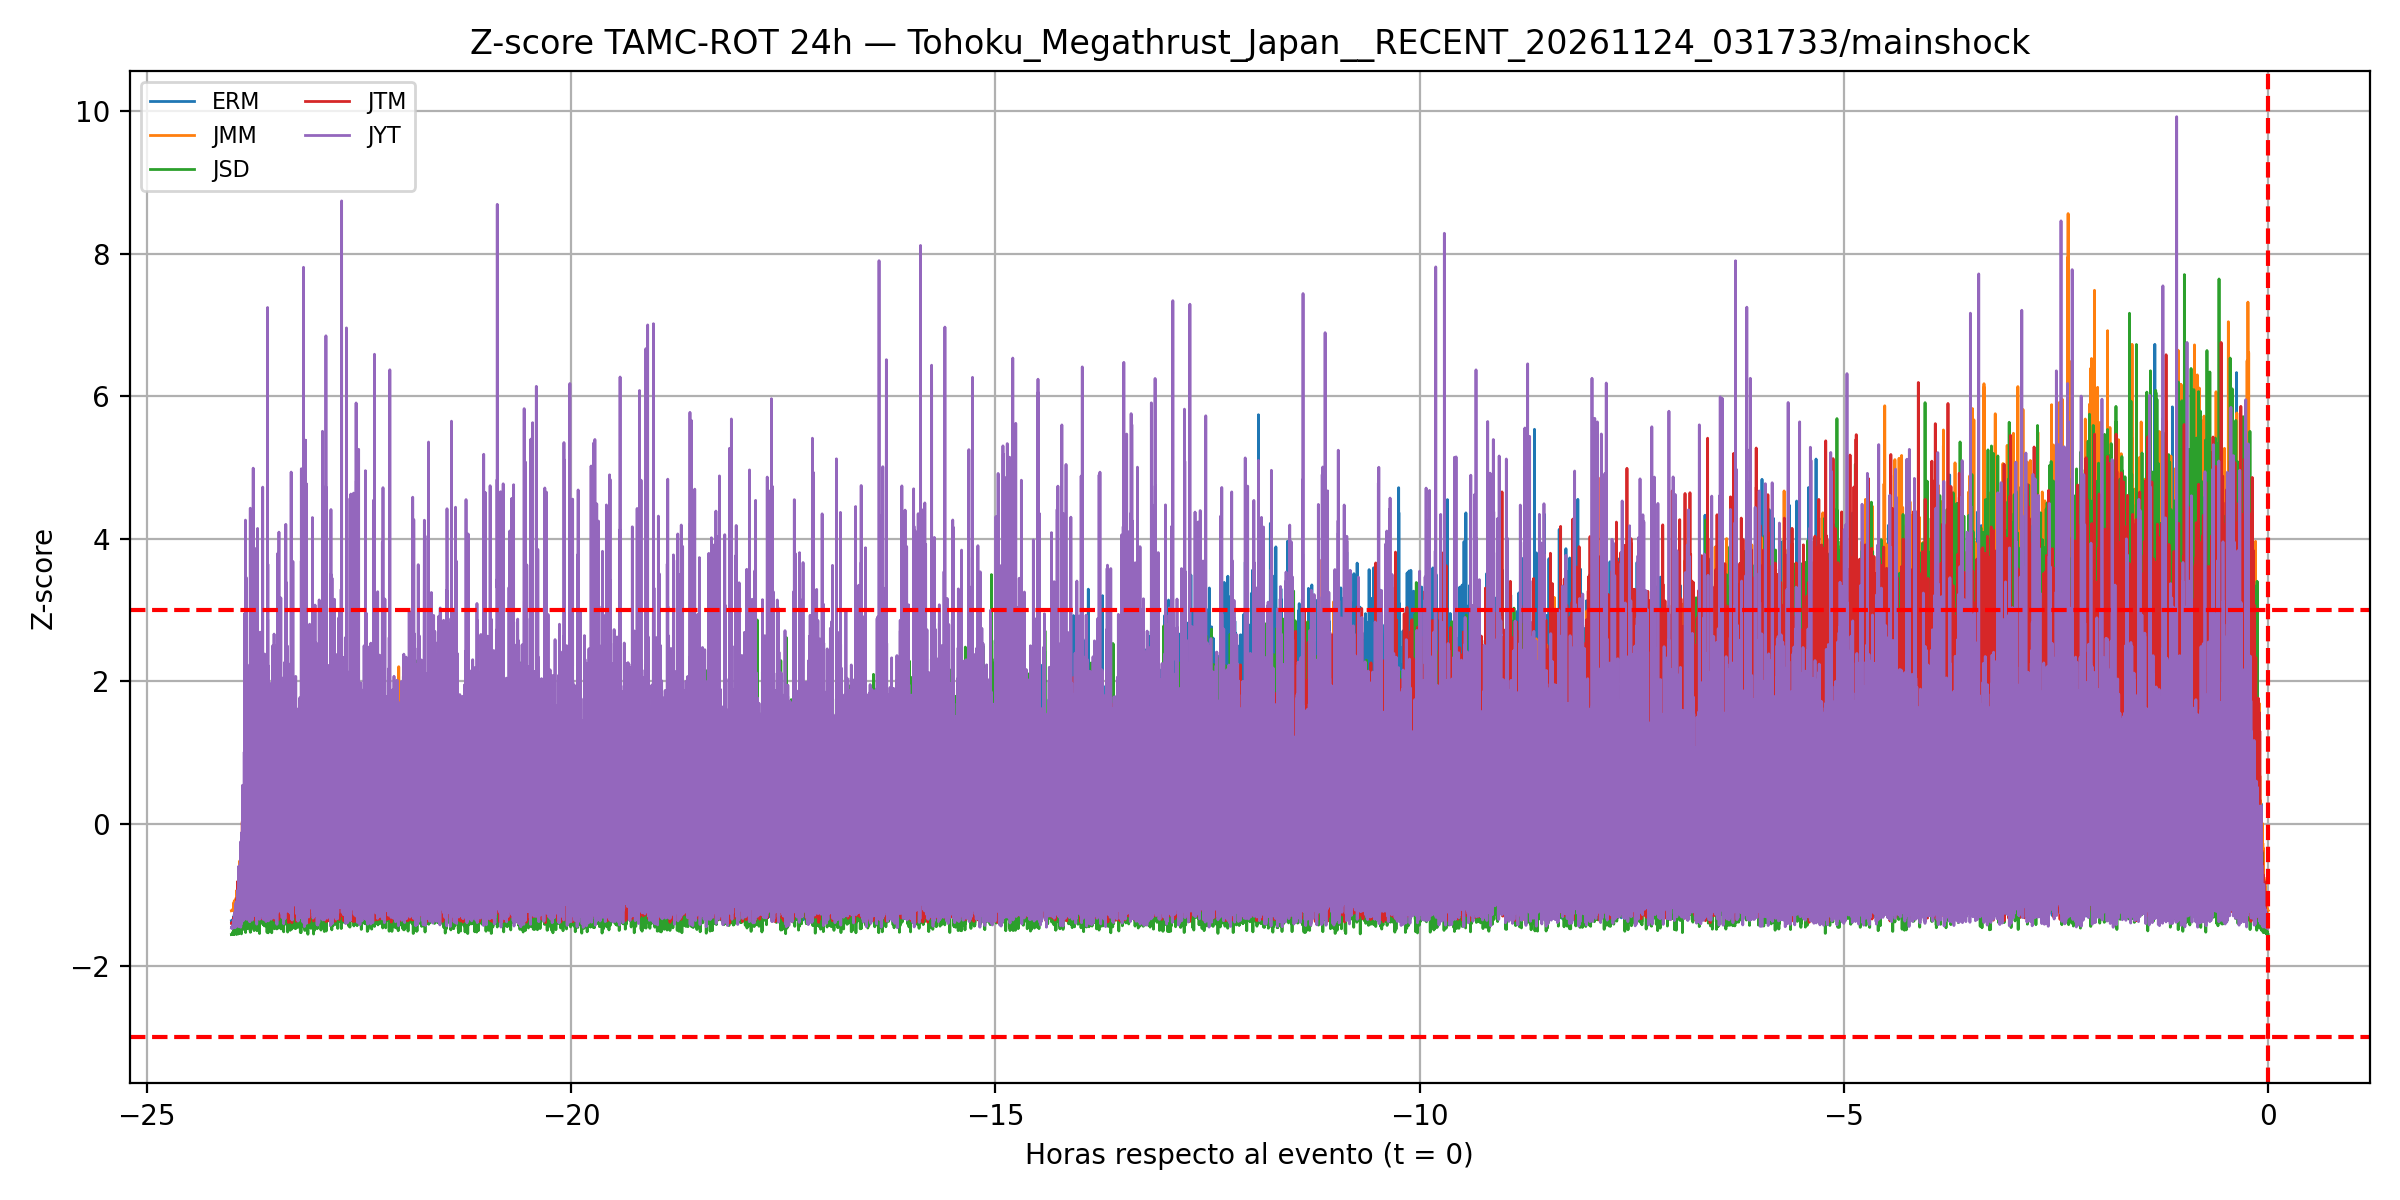 Z-score TAMC-ROT 24h — Tohoku_Megathrust_Japan__RECENT_20261124_031733/mainshock
ERM
JMM
JSD
JTM
JYT
10
8
6
4
2
0
−2
Z-score
−25
−20
−15
−10
−5
0
Horas respecto al evento (t = 0)